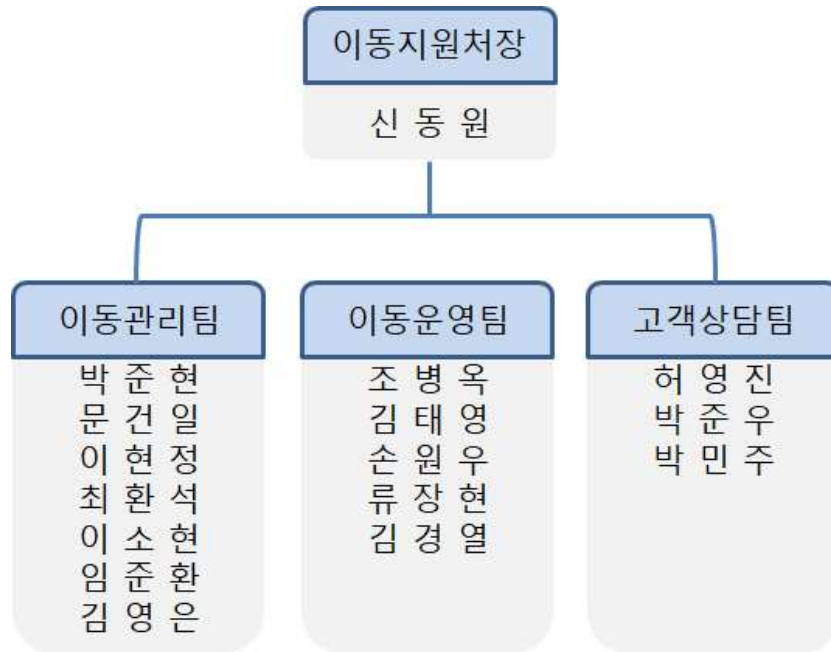 이동지원처장
신 동 원
이동관리팀
박 준 현
문 건 일
이 현 정
최 환 석
이 소 현
임 준 환
김 영 은
이동운영팀
조 병 옥
김 태 영
손 원 우
류 장 현
김 경 열
고객상담팀
허 영 진
박 준 우
박 민 주